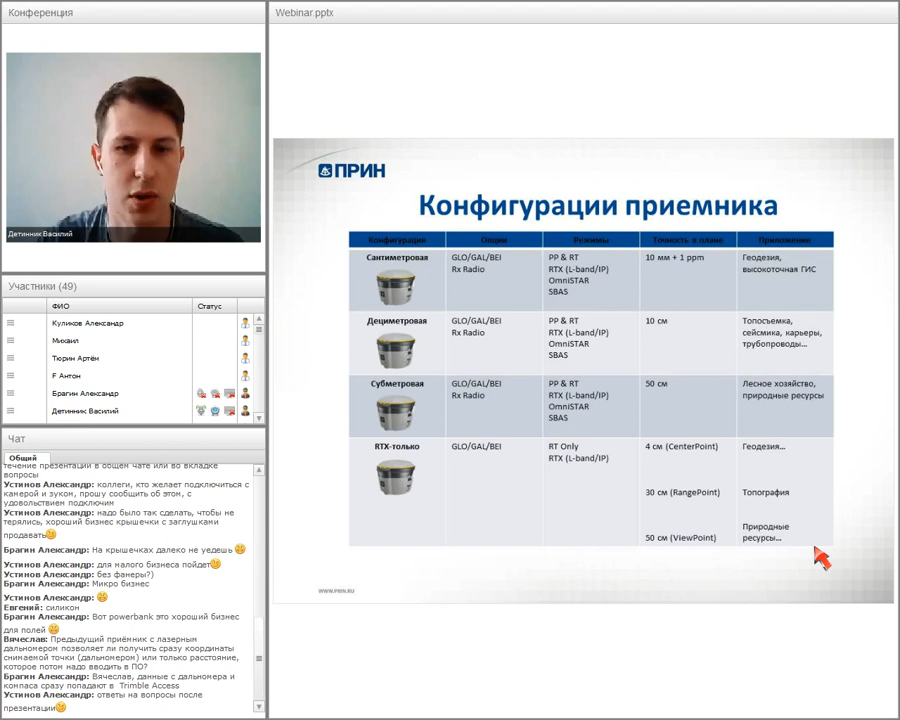 Конференция
Детинник Василий
Участники (49)
ФИО Статус
Куликов Александр
Михаил
Тюрин Артём
F Антон
Брагин Александр
Детинник Василий
Чат
Общий
течение презентации в общем чате или во вкладке
вопросы
Устинов Александр: коллеги, кто желает подключиться с
камерой и зуком, прошу сообщить об этом, с
удовольствием подключим
Устинов Александр: надо было так сделать, чтобы не
терялись, хороший бизнес крышечки с заглушками
продавать
Брагин Александр: На крышечках далеко не уедешь
Устинов Александр: для малого бизнеса пойдет
Устинов Александр: без фанеры?)
Брагин Александр: Микро бизнес
Устинов Александр:
Евгений: силикон
Брагин Александр: Вот powerbank это хороший бизнес
для полей
Вячеслав: Предыдущий приёмник с лазерным
дальномером позволяет ли получить сразу координаты
снимаемой точки (дальномером) или только расстояние,
которое потом надо вводить в ПО?
Брагин Александр: Вячеслав, данные с дальномера и
компаса сразу попадают в Trimble Access
Устинов Александр: ответы на вопросы после
презентации
Webinar.pptx
ПРИН
Конфигурации приемника
Конфигурация Опции Режимы Точность в плане Приложение
Сантиметровая GLO/GAL/BEI PP & RT 10 мм + 1 ppm Геодезия,
Rx Radio RTX (L-band/IP) высокоточная ГИС
OmniSTAR
SBAS
Дециметровая GLO/GAL/BEI PP & RT 10 см Топосъемка,
Rx Radio RTX (L-band/IP) сейсмика, карьеры,
OmniSTAR трубопроводы...
SBAS
Субметровая GLO/GAL/BEI PP & RT 50 см Лесное хозяйство,
Rx Radio RTX (L-band/IP) природные ресурсы
OmniSTAR
SBAS
RTX-только GLO/GAL/BEI RT Only 4 см (CenterPoint) Геодезия...
RTX (L-band/IP)
30 см (RangePoint) Топография
Природные
50 см (ViewPoint) ресурсы...
WWW.PRIN.RU